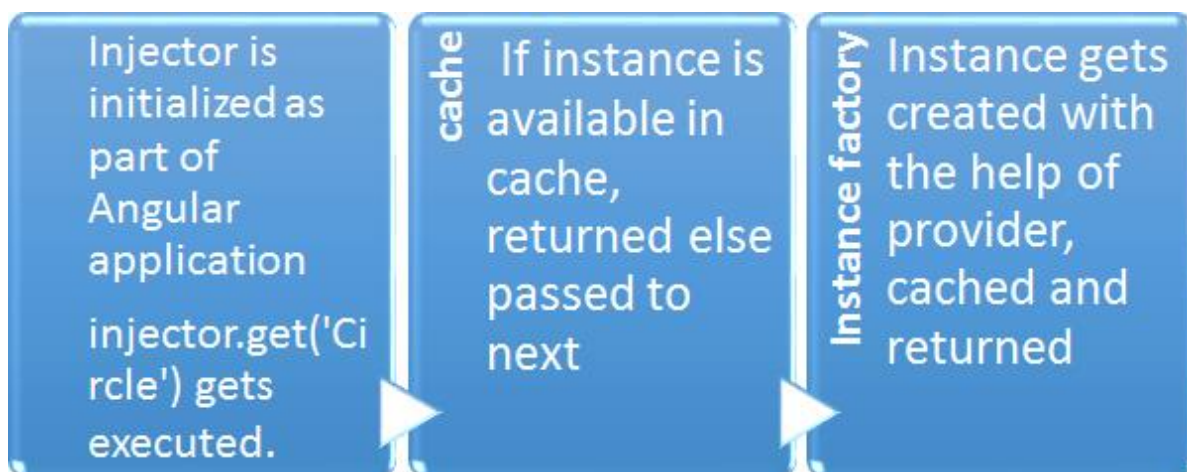 Injector is
initialized as
part of
Angular
application
injector.get('Ci
rcle') gets
executed.
cache
If instance is
available in
cache,
returned else
passed to
next
Instance factory
Instance gets
created with
the help of
provider,
cached and
returned